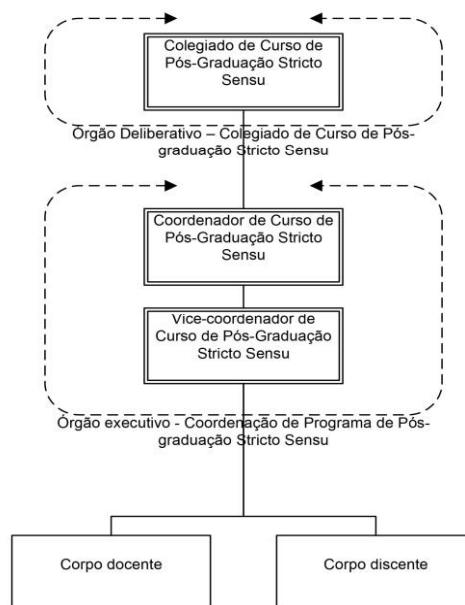 Colegiado de Curso de
Pós-Graduação Stricto
Sensu
Órgão Deliberativo – Colegiado de Curso de Pós-
graduação Stricto Sensu
Coordenador de Curso de
Pós-Graduação Stricto
Sensu
Vice-coordenador de
Curso de Pós-Graduação
Stricto Sensu
Órgão executivo - Coordenação de Programa de Pós-
graduação Stricto Sensu
Corpo docente
Corpo discente